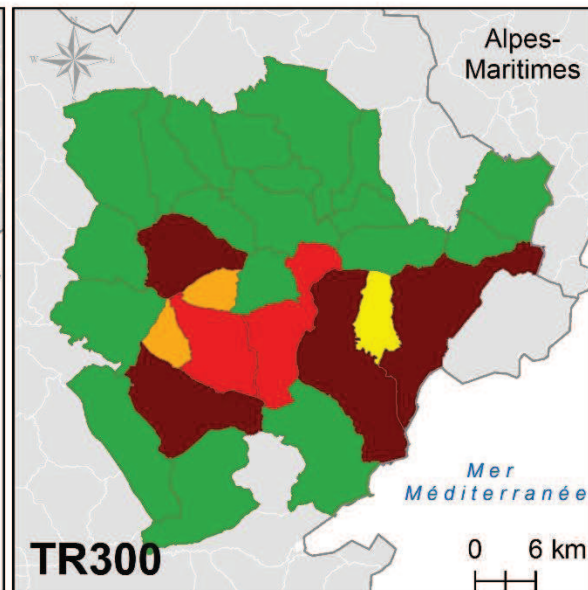 N
W
E
S
Alpes-
Maritimes
Mer
Méditerranée
TR300
0 6 km